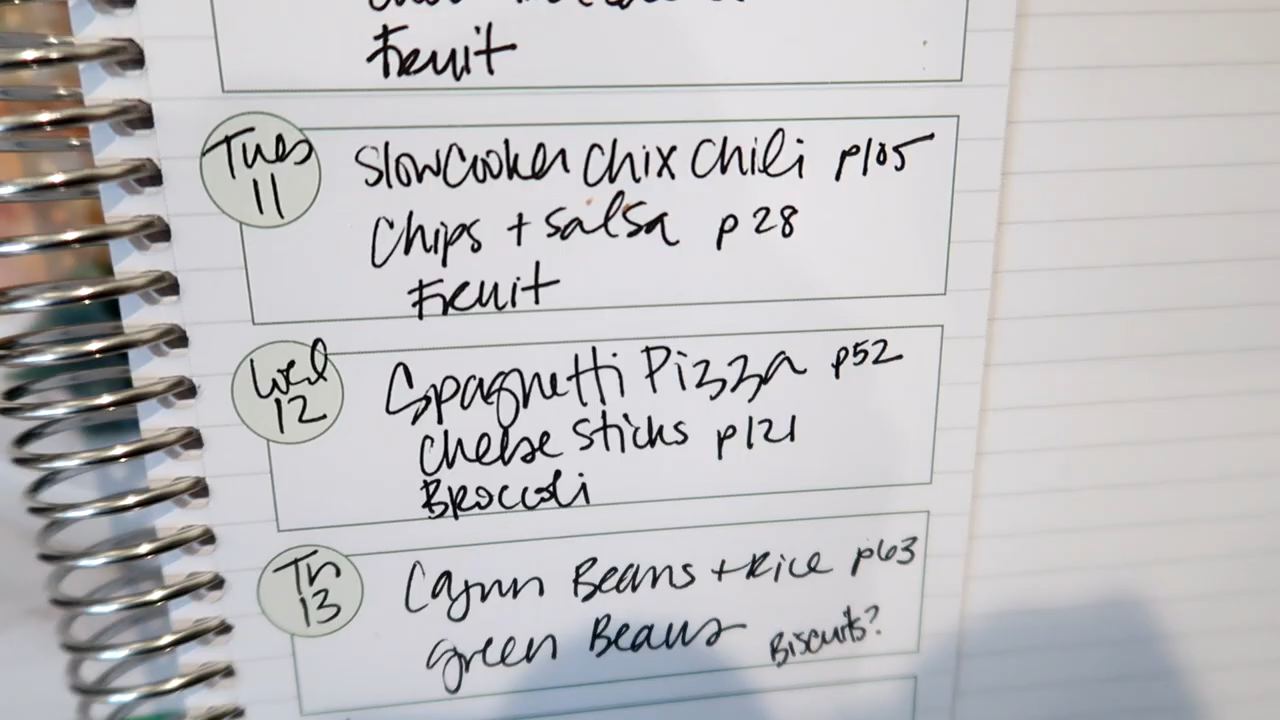 Fruit
Tues
11
Slowcooker Chix Chili p105
Chips + Salsa p 28
Fruit
Wed
12
Spaghetti Pizza p52
Cheese Sticks p121
Broccoli
Th
13
Cajun Beans + Rice p63
Green Beans Biscuits?